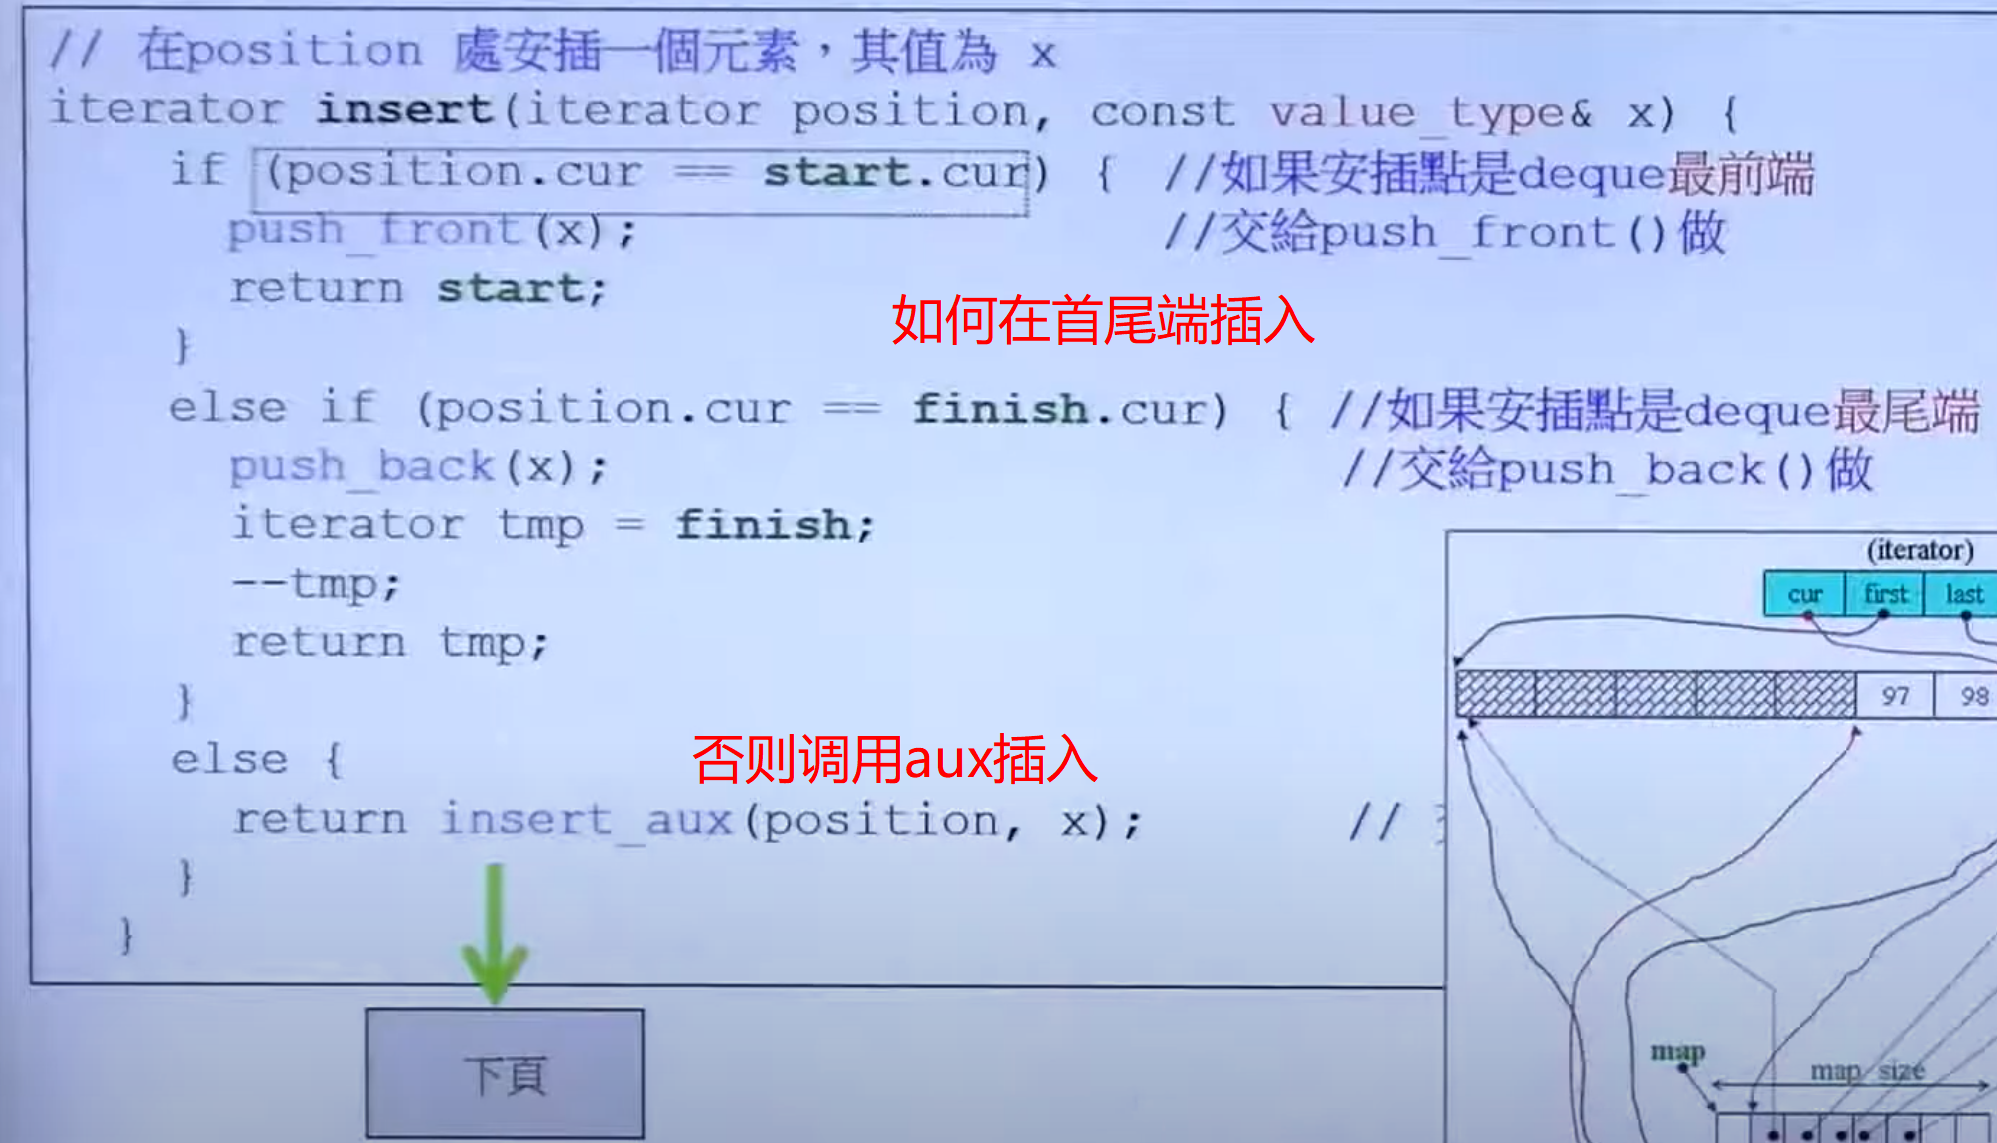 // 在position 處安插一個元素，其值為 x
iterator insert(iterator position, const value_type& x) {
if (position.cur == start.cur) { //如果安插點是deque最前端
push_front(x); //交給push_front()做
return start;
如何在首尾端插入
}
else if (position.cur == finish.cur) { //如果安插點是deque最尾端
push_back(x); //交給push_back()做
iterator tmp = finish;
--tmp;
return tmp;
}
否则调用aux插入
else {
return insert_aux(position, x); //
}
}
下頁
(iterator)
cur first last
97 98
map
map size